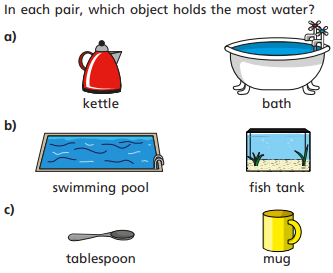 In each pair, which object holds the most water?
a)
kettle bath
b)
swimming pool fish tank
c)
tablespoon mug